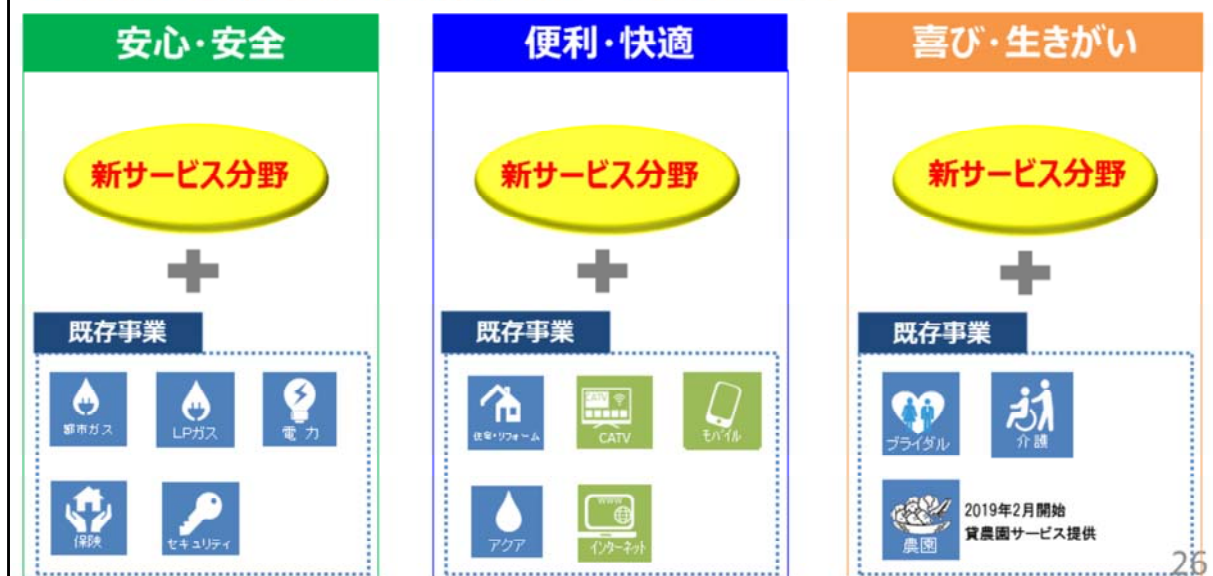 安心・安全
新サービス分野
既存事業
都市ガス
LPガス
電力
保険
セキュリティ
便利・快適
新サービス分野
既存事業
住宅・リフォーム
CATV
CATV
モバイル
アクア
www
インターネット
喜び・生きがい
新サービス分野
既存事業
ブライダル
介護
農園
2019年2月開始
貸農園サービス提供
26